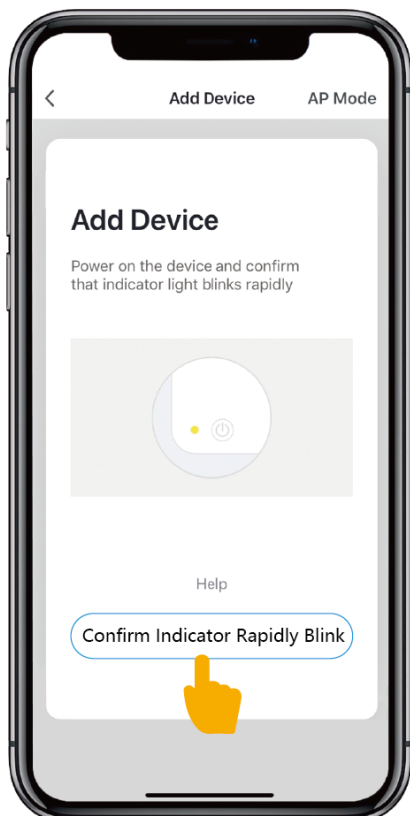 Add Device AP Mode
Add Device
Power on the device and confirm
that indicator light blinks rapidly
Help
Confirm Indicator Rapidly Blink